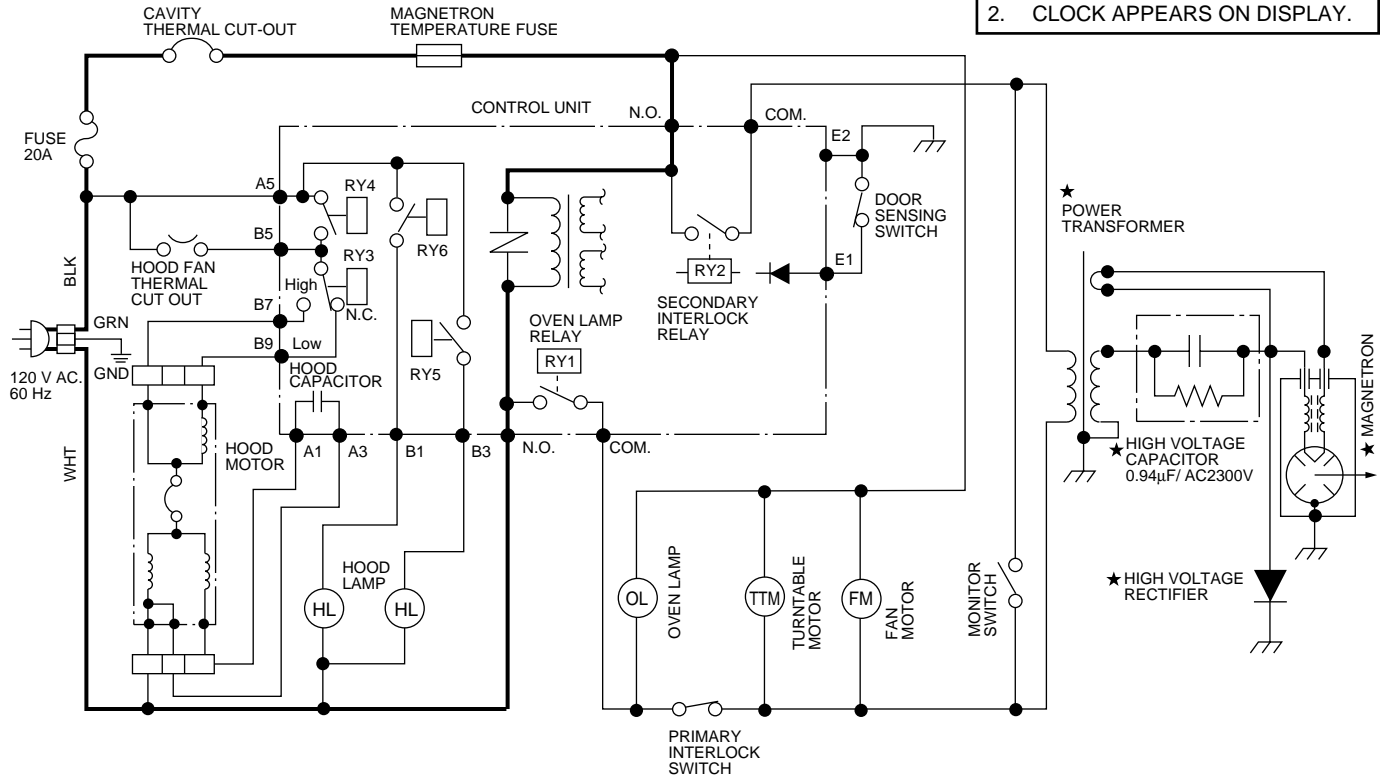 2. CLOCK APPEARS ON DISPLAY.
CAVITY
THERMAL CUT-OUT
MAGNETRON
TEMPERATURE FUSE
CONTROL UNIT
N.O.
COM.
E2
FUSE
20A
A5
RY4
DOOR
SENSING
SWITCH
★
POWER
TRANSFORMER
B5
RY3
RY6
E1
HOOD FAN
THERMAL
CUT OUT
BLK
High
N.C.
RY2
SECONDARY
INTERLOCK
RELAY
B7
GRN
B9
Low
OVEN LAMP
RELAY
RY1
RY5
GND
120 V AC.
60 Hz
HOOD
CAPACITOR
WHT
HOOD
MOTOR
A1
A3
B1
B3
N.O.
COM.
★ HIGH VOLTAGE
CAPACITOR
0.94µF/ AC2300V
★ MAGNETRON
HOOD
LAMP
HL
HL
OL
OVEN LAMP
TTM
TURNTABLE
MOTOR
FM
FAN
MOTOR
MONITOR
SWITCH
★ HIGH VOLTAGE
RECTIFIER
PRIMARY
INTERLOCK
SWITCH